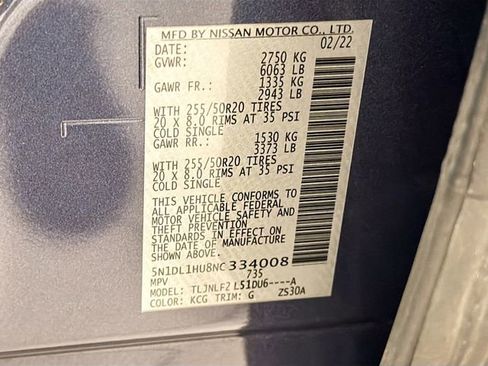 MFD BY NISSAN MOTOR CO., LTD.
DATE: 02/22
GVWR: 2750 KG
6063 LB
GAWR FR.: 1335 KG
2943 LB
WITH 255/50R20 TIRES
20 X 8.0 RIMS AT 35 PSI
COLD SINGLE
GAWR RR.: 1530 KG
3373 LB
WITH 255/50R20 TIRES
20 X 8.0 RIMS AT 35 PSI
COLD SINGLE
THIS VEHICLE CONFORMS TO
ALL APPLICABLE FEDERAL
MOTOR VEHICLE SAFETY AND
THEFT PREVENTION
STANDARDS IN EFFECT ON
THE DATE OF MANUFACTURE
5N1DL1HU8NC334008
MPV 735
MODEL: TLJNLF2 L51DU6----A
COLOR: KCG TRIM: G ZS30A